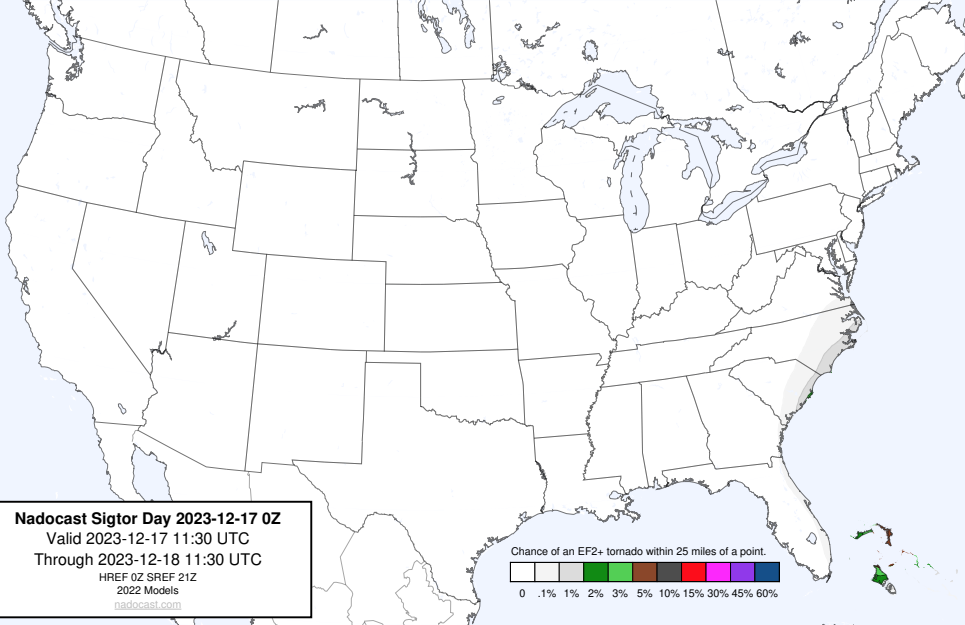 Nadocast Sigtor Day 2023-12-17 0Z
Valid 2023-12-17 11:30 UTC
Through 2023-12-18 11:30 UTC
HREF 0Z SREF 21Z
2022 Models
nadocast.com
Chance of an EF2+ tornado within 25 miles of a point.
0 .1% 1% 2% 3% 5% 10% 15% 30% 45% 60%